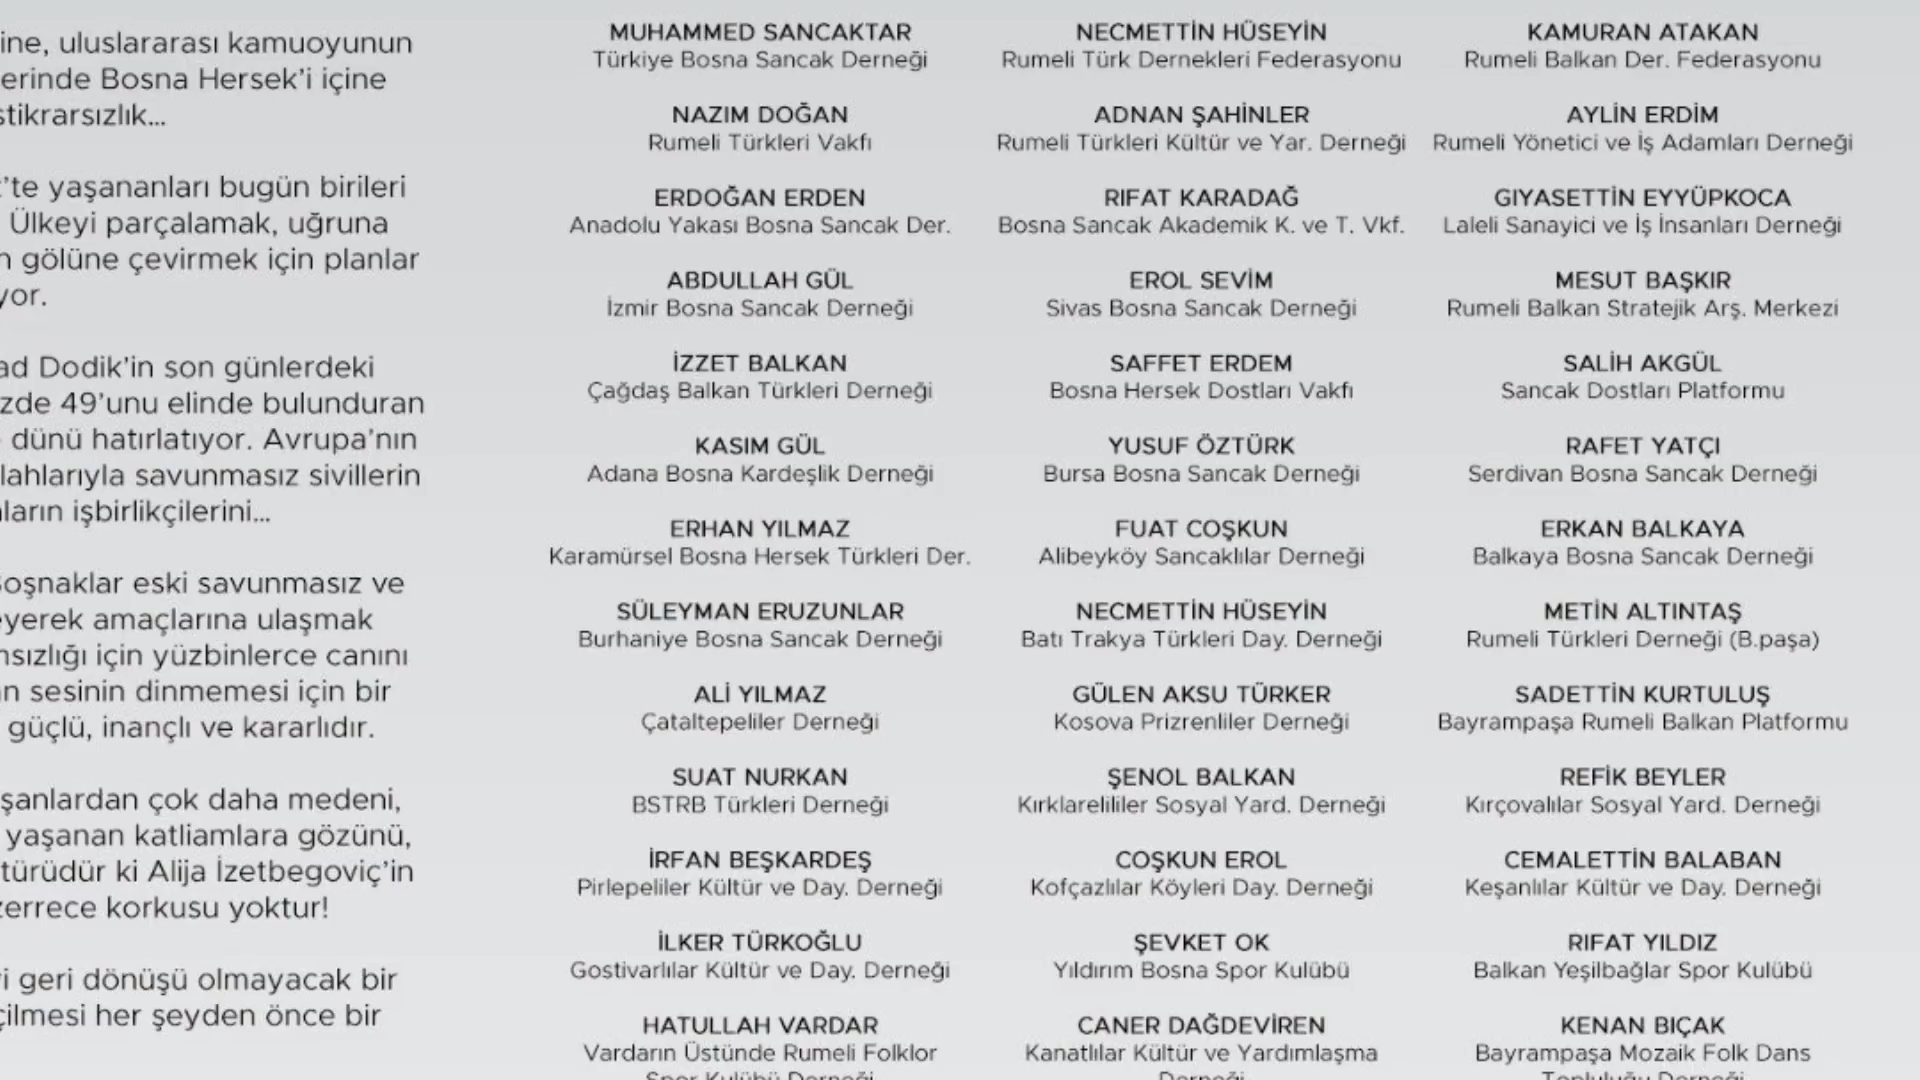 ine, uluslararası kamuoyunun
erinde Bosna Hersek’i içine
stikrarsızlık...
’te yaşananları bugün birileri
Ülkeyi parçalamak, uğruna
n gölüne çevirmek için planlar
yor.
ad Dodik’in son günlerdeki
zde 49’unu elinde bulunduran
dünü hatırlatıyor. Avrupa’nın
lahlarıyla savunmasız sivillerin
ların işbirlikçilerini...
oşnaklar eski savunmasız ve
eyerek amaçlarına ulaşmak
msızlığı için yüzbinlerce canını
n sesinin dinmemesi için bir
güçlü, inançlı ve kararlıdır.
şanlardan çok daha medeni,
yaşanan katliamlara gözünü,
türüdür ki Alija İzetbegoviç’in
zerrece korkusu yoktur!
i geri dönüşü olmayacak bir
çilmesi her şeyden önce bir
MUHAMMED SANCAKTAR
Türkiye Bosna Sancak Derneği
NAZIM DOĞAN
Rumeli Türkleri Vakfı
ERDOĞAN ERDEN
Anadolu Yakası Bosna Sancak Der.
ABDULLAH GÜL
İzmir Bosna Sancak Derneği
İZZET BALKAN
Çağdaş Balkan Türkleri Derneği
KASIM GÜL
Adana Bosna Kardeşlik Derneği
ERHAN YILMAZ
Karamürsel Bosna Hersek Türkleri Der.
SÜLEYMAN ERUZUNLAR
Burhaniye Bosna Sancak Derneği
ALİ YILMAZ
Çataltepeliler Derneği
SUAT NURKAN
BSTRB Türkleri Derneği
İRFAN BEŞKARDEŞ
Pirlepeliler Kültür ve Day. Derneği
İLKER TÜRKOĞLU
Gostivarlılar Kültür ve Day. Derneği
HATULLAH VARDAR
Vardarın Üstünde Rumeli Folklor
Spor Kulübü Derneği
NECMETTİN HÜSEYİN
Rumeli Türk Dernekleri Federasyonu
ADNAN ŞAHİNLER
Rumeli Türkleri Kültür ve Yar. Derneği
RIFAT KARADAĞ
Bosna Sancak Akademik K. ve T. Vkf.
EROL SEVİM
Sivas Bosna Sancak Derneği
SAFFET ERDEM
Bosna Hersek Dostları Vakfı
YUSUF ÖZTÜRK
Bursa Bosna Sancak Derneği
FUAT COŞKUN
Alibeyköy Sancaklılar Derneği
NECMETTİN HÜSEYİN
Batı Trakya Türkleri Day. Derneği
GÜLEN AKSU TÜRKER
Kosova Prizrenliler Derneği
ŞENOL BALKAN
Kırklarelililer Sosyal Yard. Derneği
COŞKUN EROL
Kofçazlılar Köyleri Day. Derneği
ŞEVKET OK
Yıldırım Bosna Spor Kulübü
CANER DAĞDEVİREN
Kanatlılar Kültür ve Yardımlaşma
Derneği
KAMURAN ATAKAN
Rumeli Balkan Der. Federasyonu
AYLİN ERDİM
Rumeli Yönetici ve İş Adamları Derneği
GIYASETTİN EYYÜPKOCA
Laleli Sanayici ve İş İnsanları Derneği
MESUT BAŞKIR
Rumeli Balkan Stratejik Arş. Merkezi
SALİH AKGÜL
Sancak Dostları Platformu
RAFET YATÇI
Serdivan Bosna Sancak Derneği
ERKAN BALKAYA
Balkaya Bosna Sancak Derneği
METİN ALTINTAŞ
Rumeli Türkleri Derneği (B.paşa)
SADETTİN KURTULUŞ
Bayrampaşa Rumeli Balkan Platformu
REFİK BEYLER
Kırçovalılar Sosyal Yard. Derneği
CEMALETTİN BALABAN
Keşanlılar Kültür ve Day. Derneği
RIFAT YILDIZ
Balkan Yeşilbağlar Spor Kulübü
KENAN BIÇAK
Bayrampaşa Mozaik Folk Dans
Topluluğu Derneği